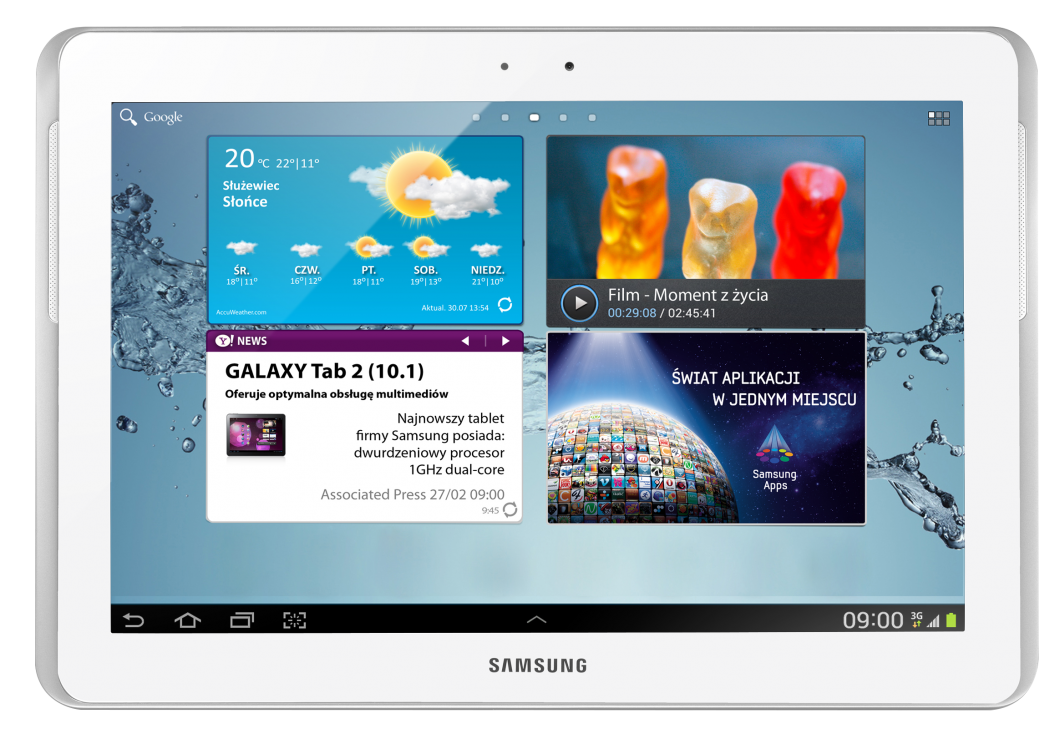 Google
20 °C 22°|11°
Służewiec
Słońce
ŚR. CZW. PT. SOB. NIEDZ.
18°|11° 16°|12° 18°|11° 19°|13° 21°|10°
AccuWeather.com Aktual. 30.07 13:54
Film - Moment z życia
00:29:08 / 02:45:41
Y! NEWS
GALAXY Tab 2 (10.1)
Oferuje optymalna obsługę multimediów
Najnowszy tablet
firmy Samsung posiada:
dwurdzeniowy procesor
1GHz dual-core
Associated Press 27/02 09:00
9:45
ŚWIAT APLIKACJI
W JEDNYM MIEJSCU
Samsung
Apps
09:00 3G
SAMSUNG